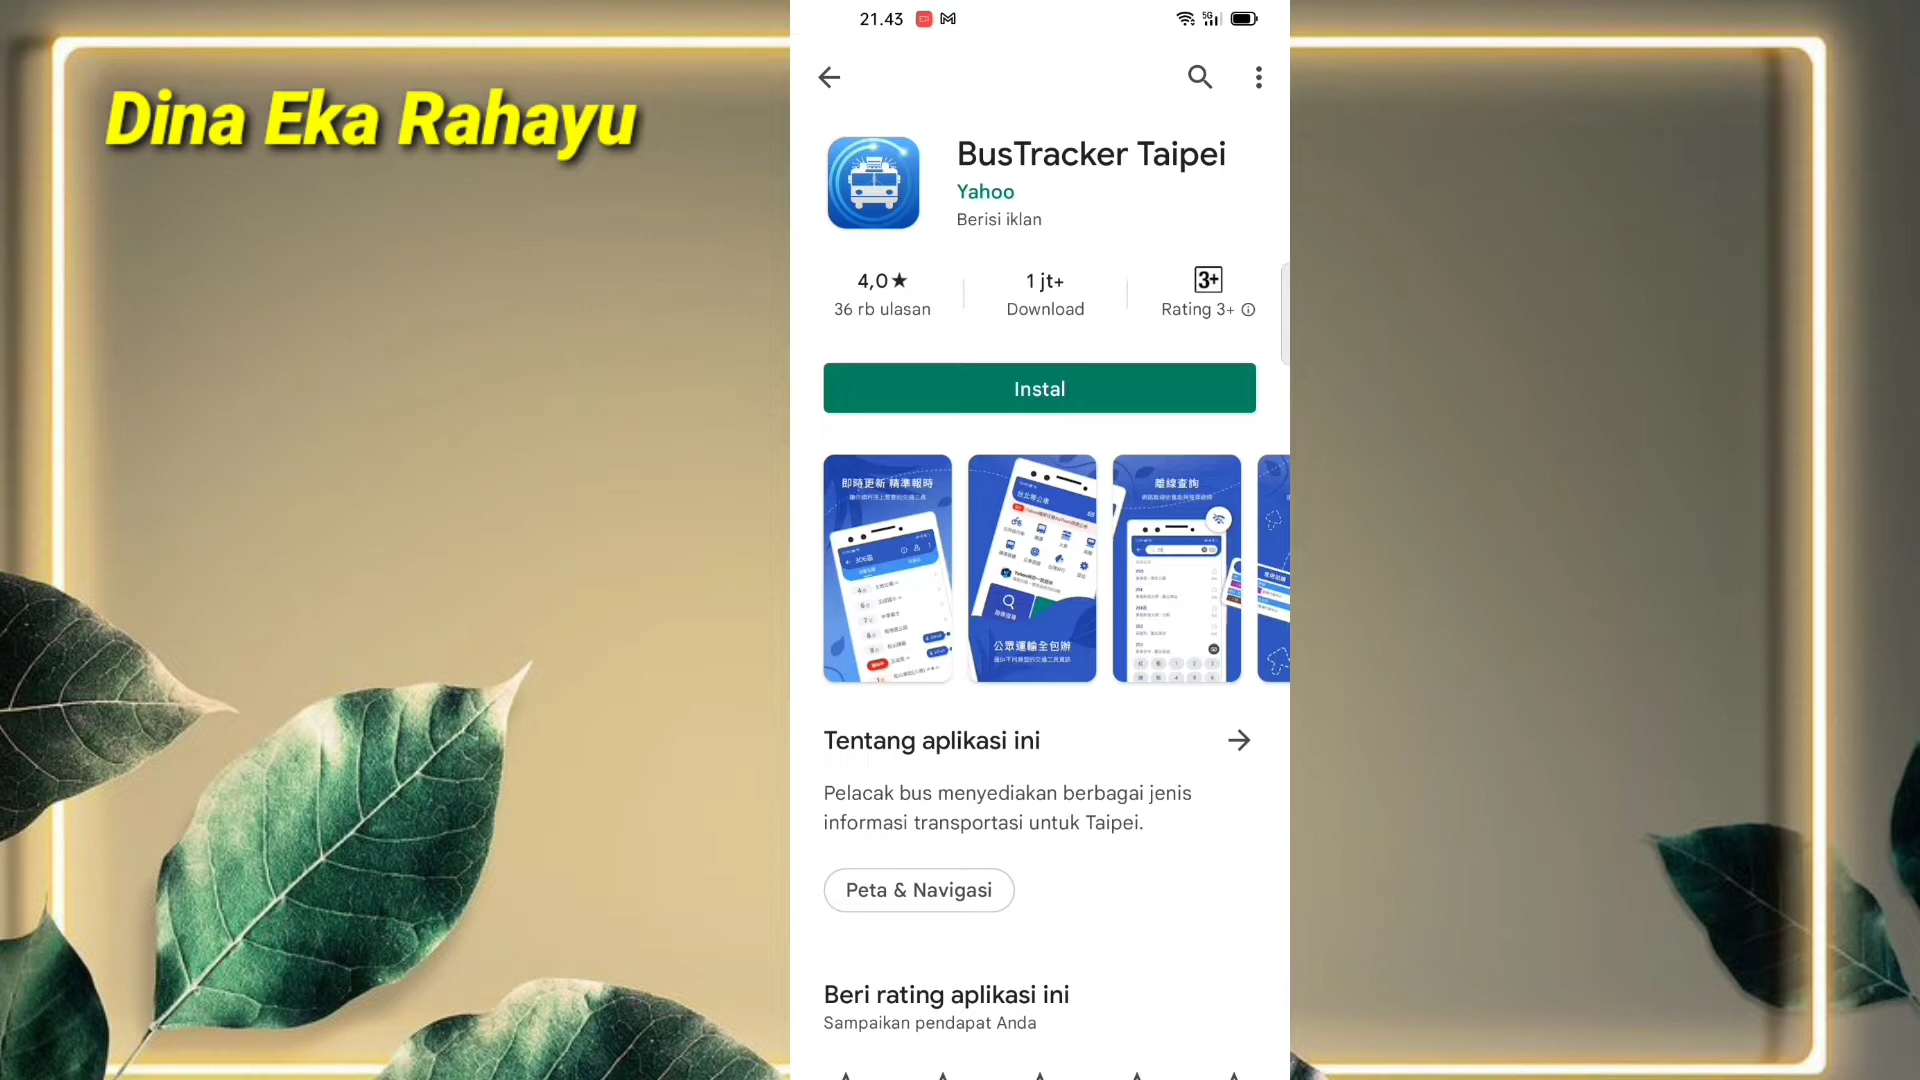 Dina Eka Rahayu
21.43
5G
BusTracker Taipei
Yahoo
Berisi iklan
4,0★
36 rb ulasan
1 jt+
Download
3+
Rating 3+
Instal
即時更新 精準報時
公眾運輸全包辦
離線查詢
Tentang aplikasi ini
Pelacak bus menyediakan berbagai jenis
informasi transportasi untuk Taipei.
Peta & Navigasi
Beri rating aplikasi ini
Sampaikan pendapat Anda